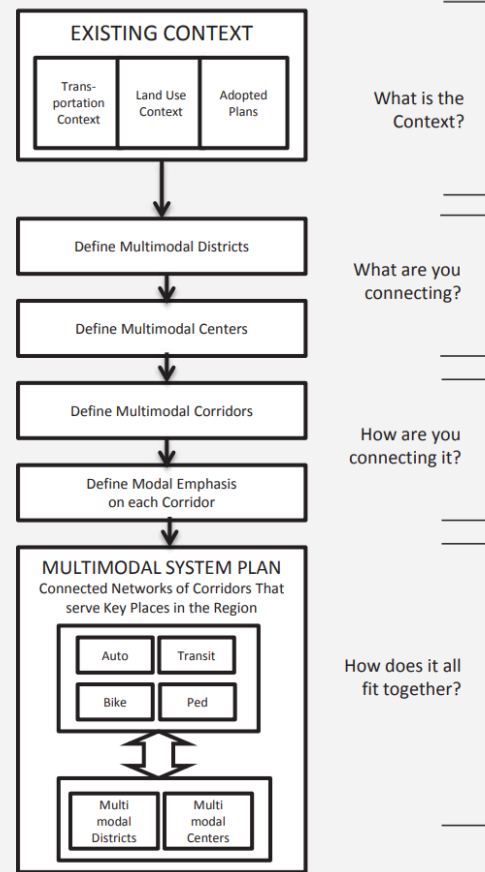 EXISTING CONTEXT
Trans-
portation
Context
Land Use
Context
Adopted
Plans
What is the
Context?
Define Multimodal Districts
What are you
connecting?
Define Multimodal Centers
Define Multimodal Corridors
How are you
connecting it?
Define Modal Emphasis
on each Corridor
MULTIMODAL SYSTEM PLAN
Connected Networks of Corridors That
serve Key Places in the Region
Auto
Transit
Bike
Ped
How does it all
fit together?
Multi
modal
Districts
Multi
modal
Centers